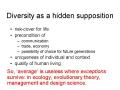 Diversity as a hidden supposition
• risk-cover for life
• precondition of
– communication
– trade, economy
– possibility of choice for future generations
• uniqueness of individual and context
• quality of human living
So, 'average' is useless where exceptions
survive: in ecology, evolutionary theory,
management and design science.